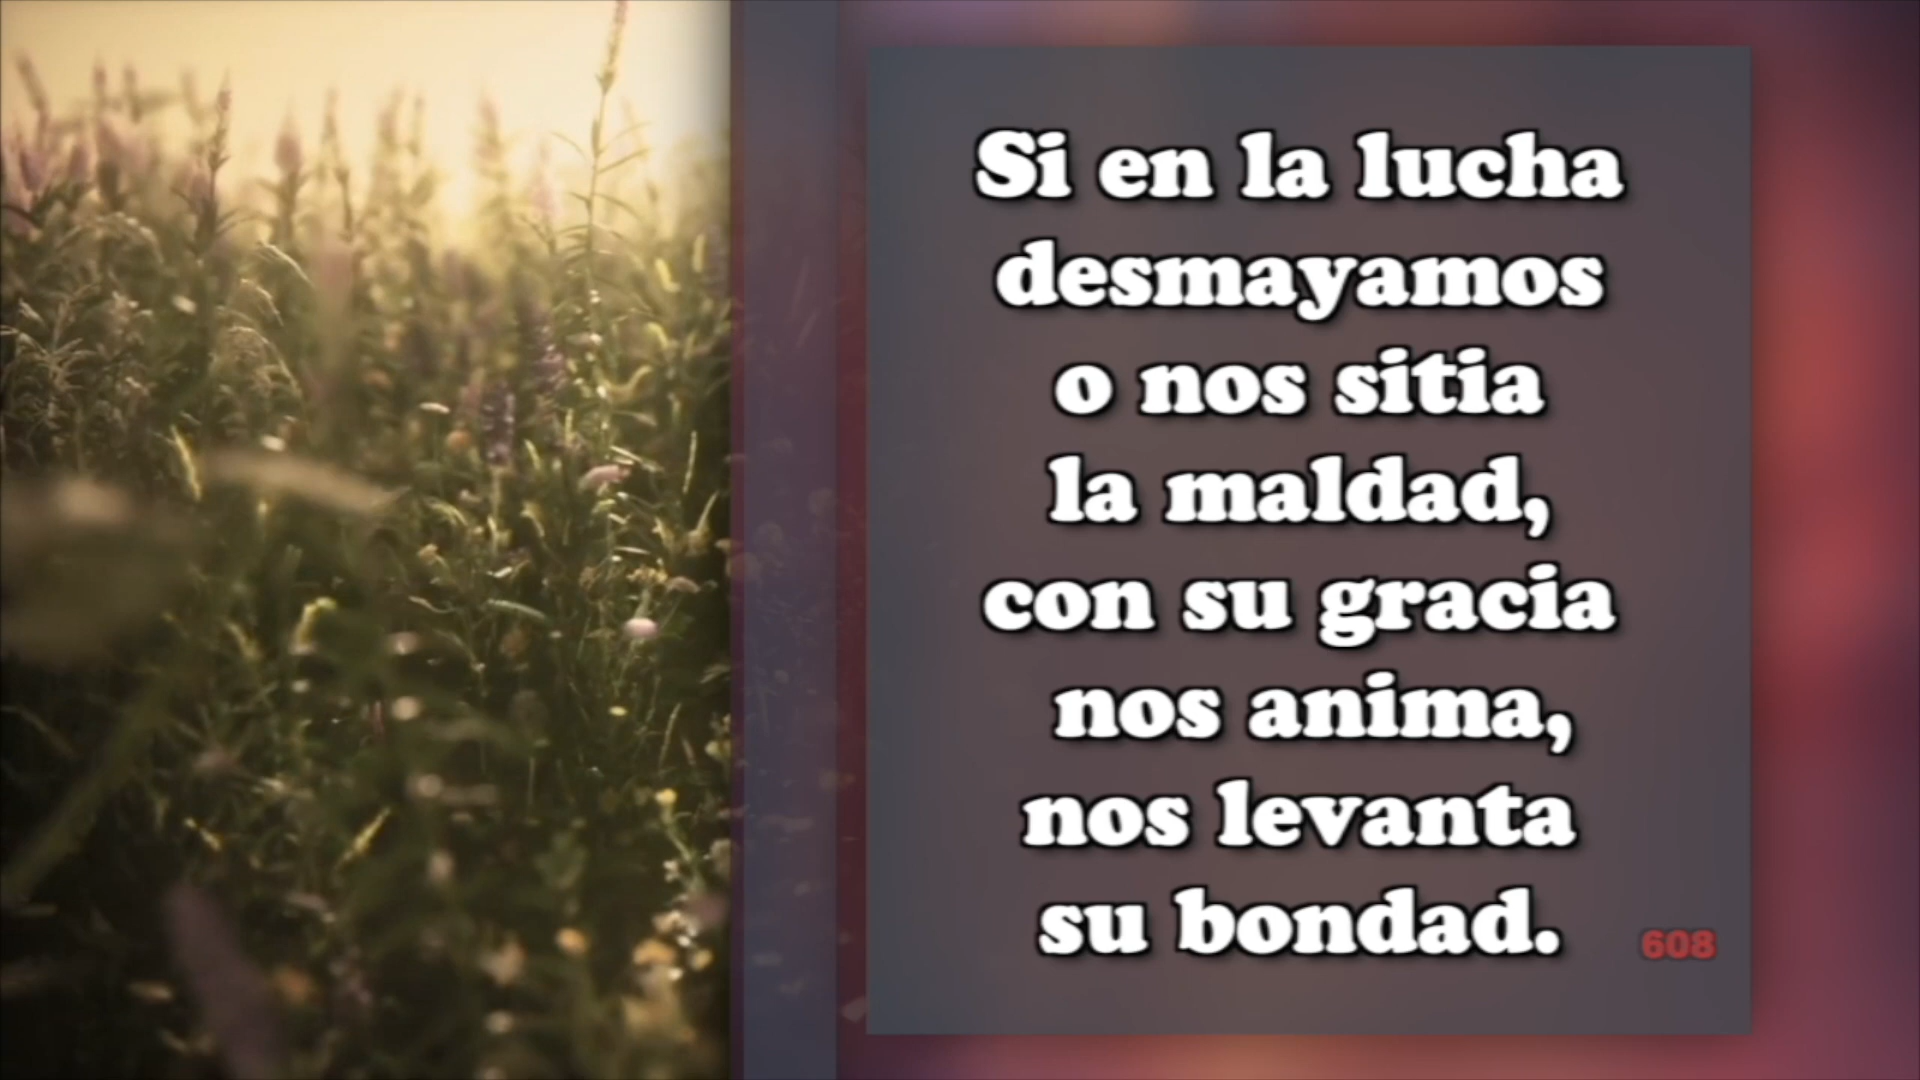 Si en la lucha
desmayamos
o nos sitia
la maldad,
con su gracia
nos anima,
nos levanta
su bondad.
608